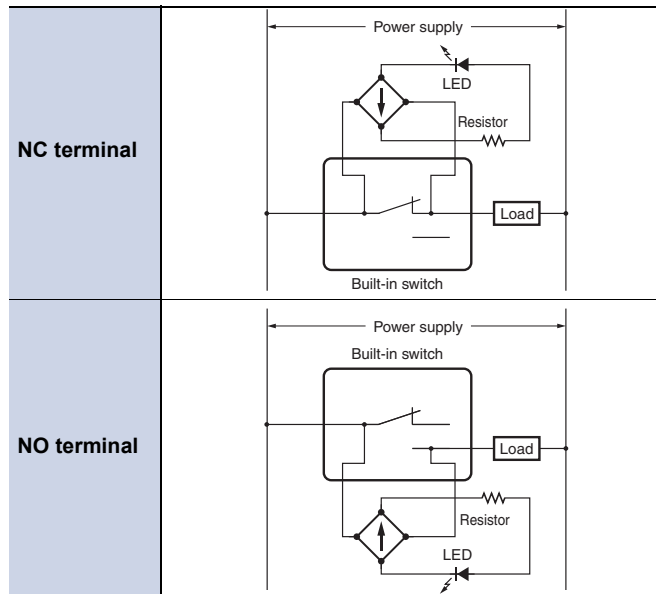 NC terminal
Power supply
LED
Resistor
Load
Built-in switch
NO terminal
Power supply
Built-in switch
Load
Resistor
LED